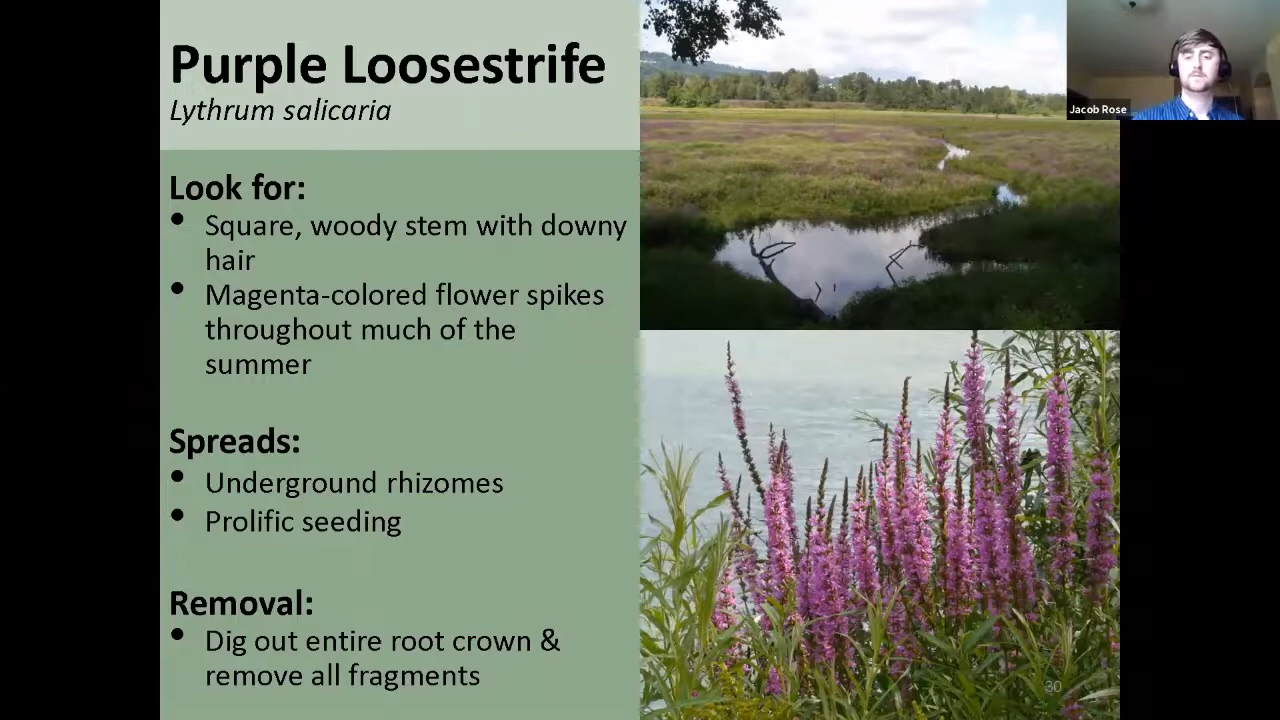 Purple Loosestrife
Lythrum salicaria
Look for:
• Square, woody stem with downy
hair
• Magenta-colored flower spikes
throughout much of the
summer
Spreads:
• Underground rhizomes
• Prolific seeding
Removal:
• Dig out entire root crown &
remove all fragments
Jacob Rose
30